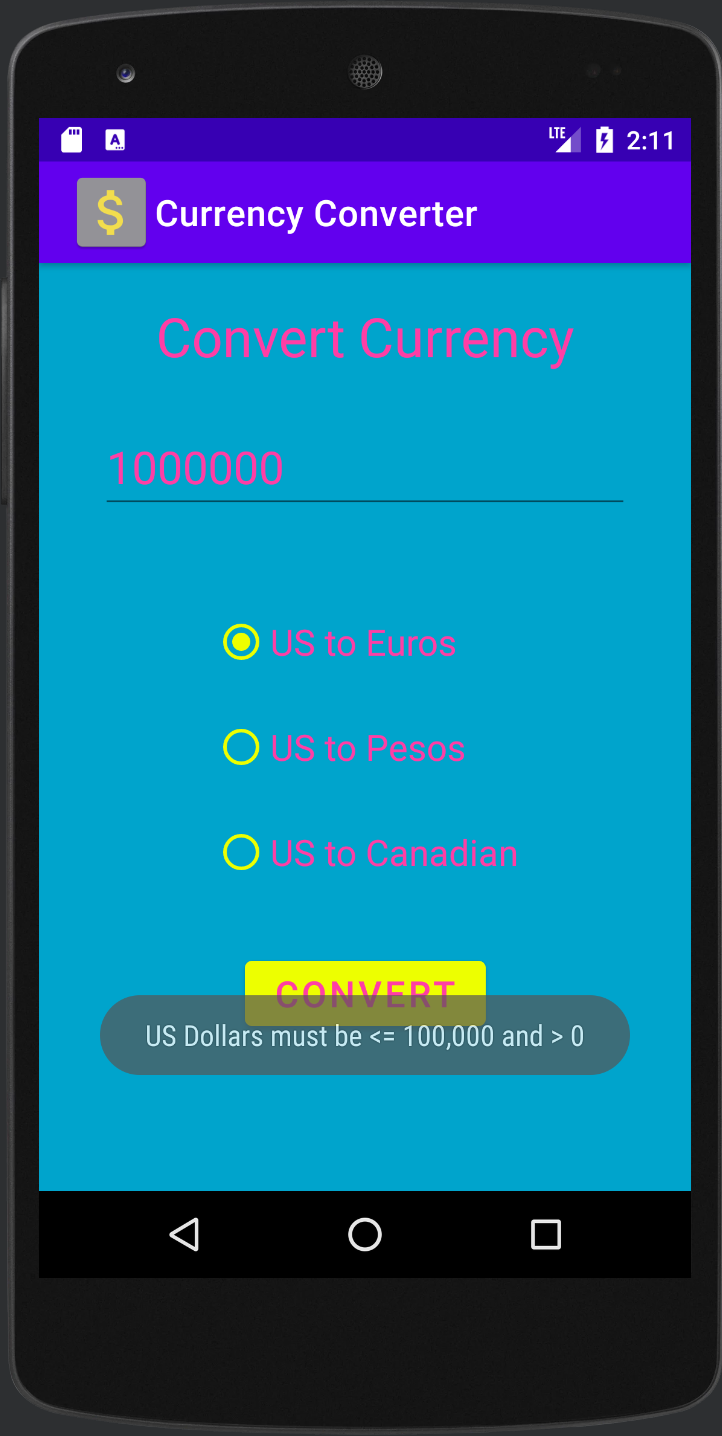 LTE 2:11
$ Currency Converter
Convert Currency
1000000
US to Euros
US to Pesos
US to Canadian
CONVERT
US Dollars must be <= 100,000 and > 0